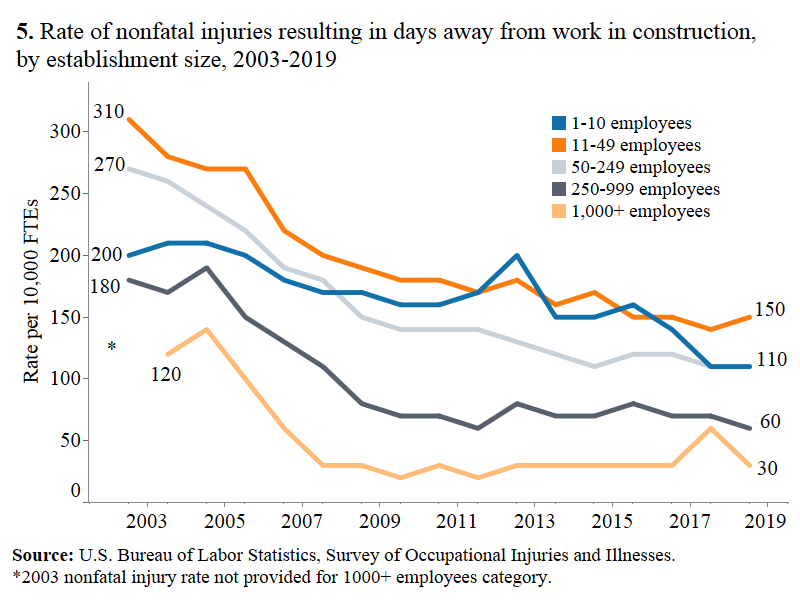 5. Rate of nonfatal injuries resulting in days away from work in construction,
by establishment size, 2003-2019
Rate per 10,000 FTEs
300
250
200
150
100
50
0
310
270
200
180
*
120
1-10 employees
11-49 employees
50-249 employees
250-999 employees
1,000+ employees
150
110
60
30
2003 2005 2007 2009 2011 2013 2015 2017 2019
Source: U.S. Bureau of Labor Statistics, Survey of Occupational Injuries and Illnesses.
*2003 nonfatal injury rate not provided for 1000+ employees category.